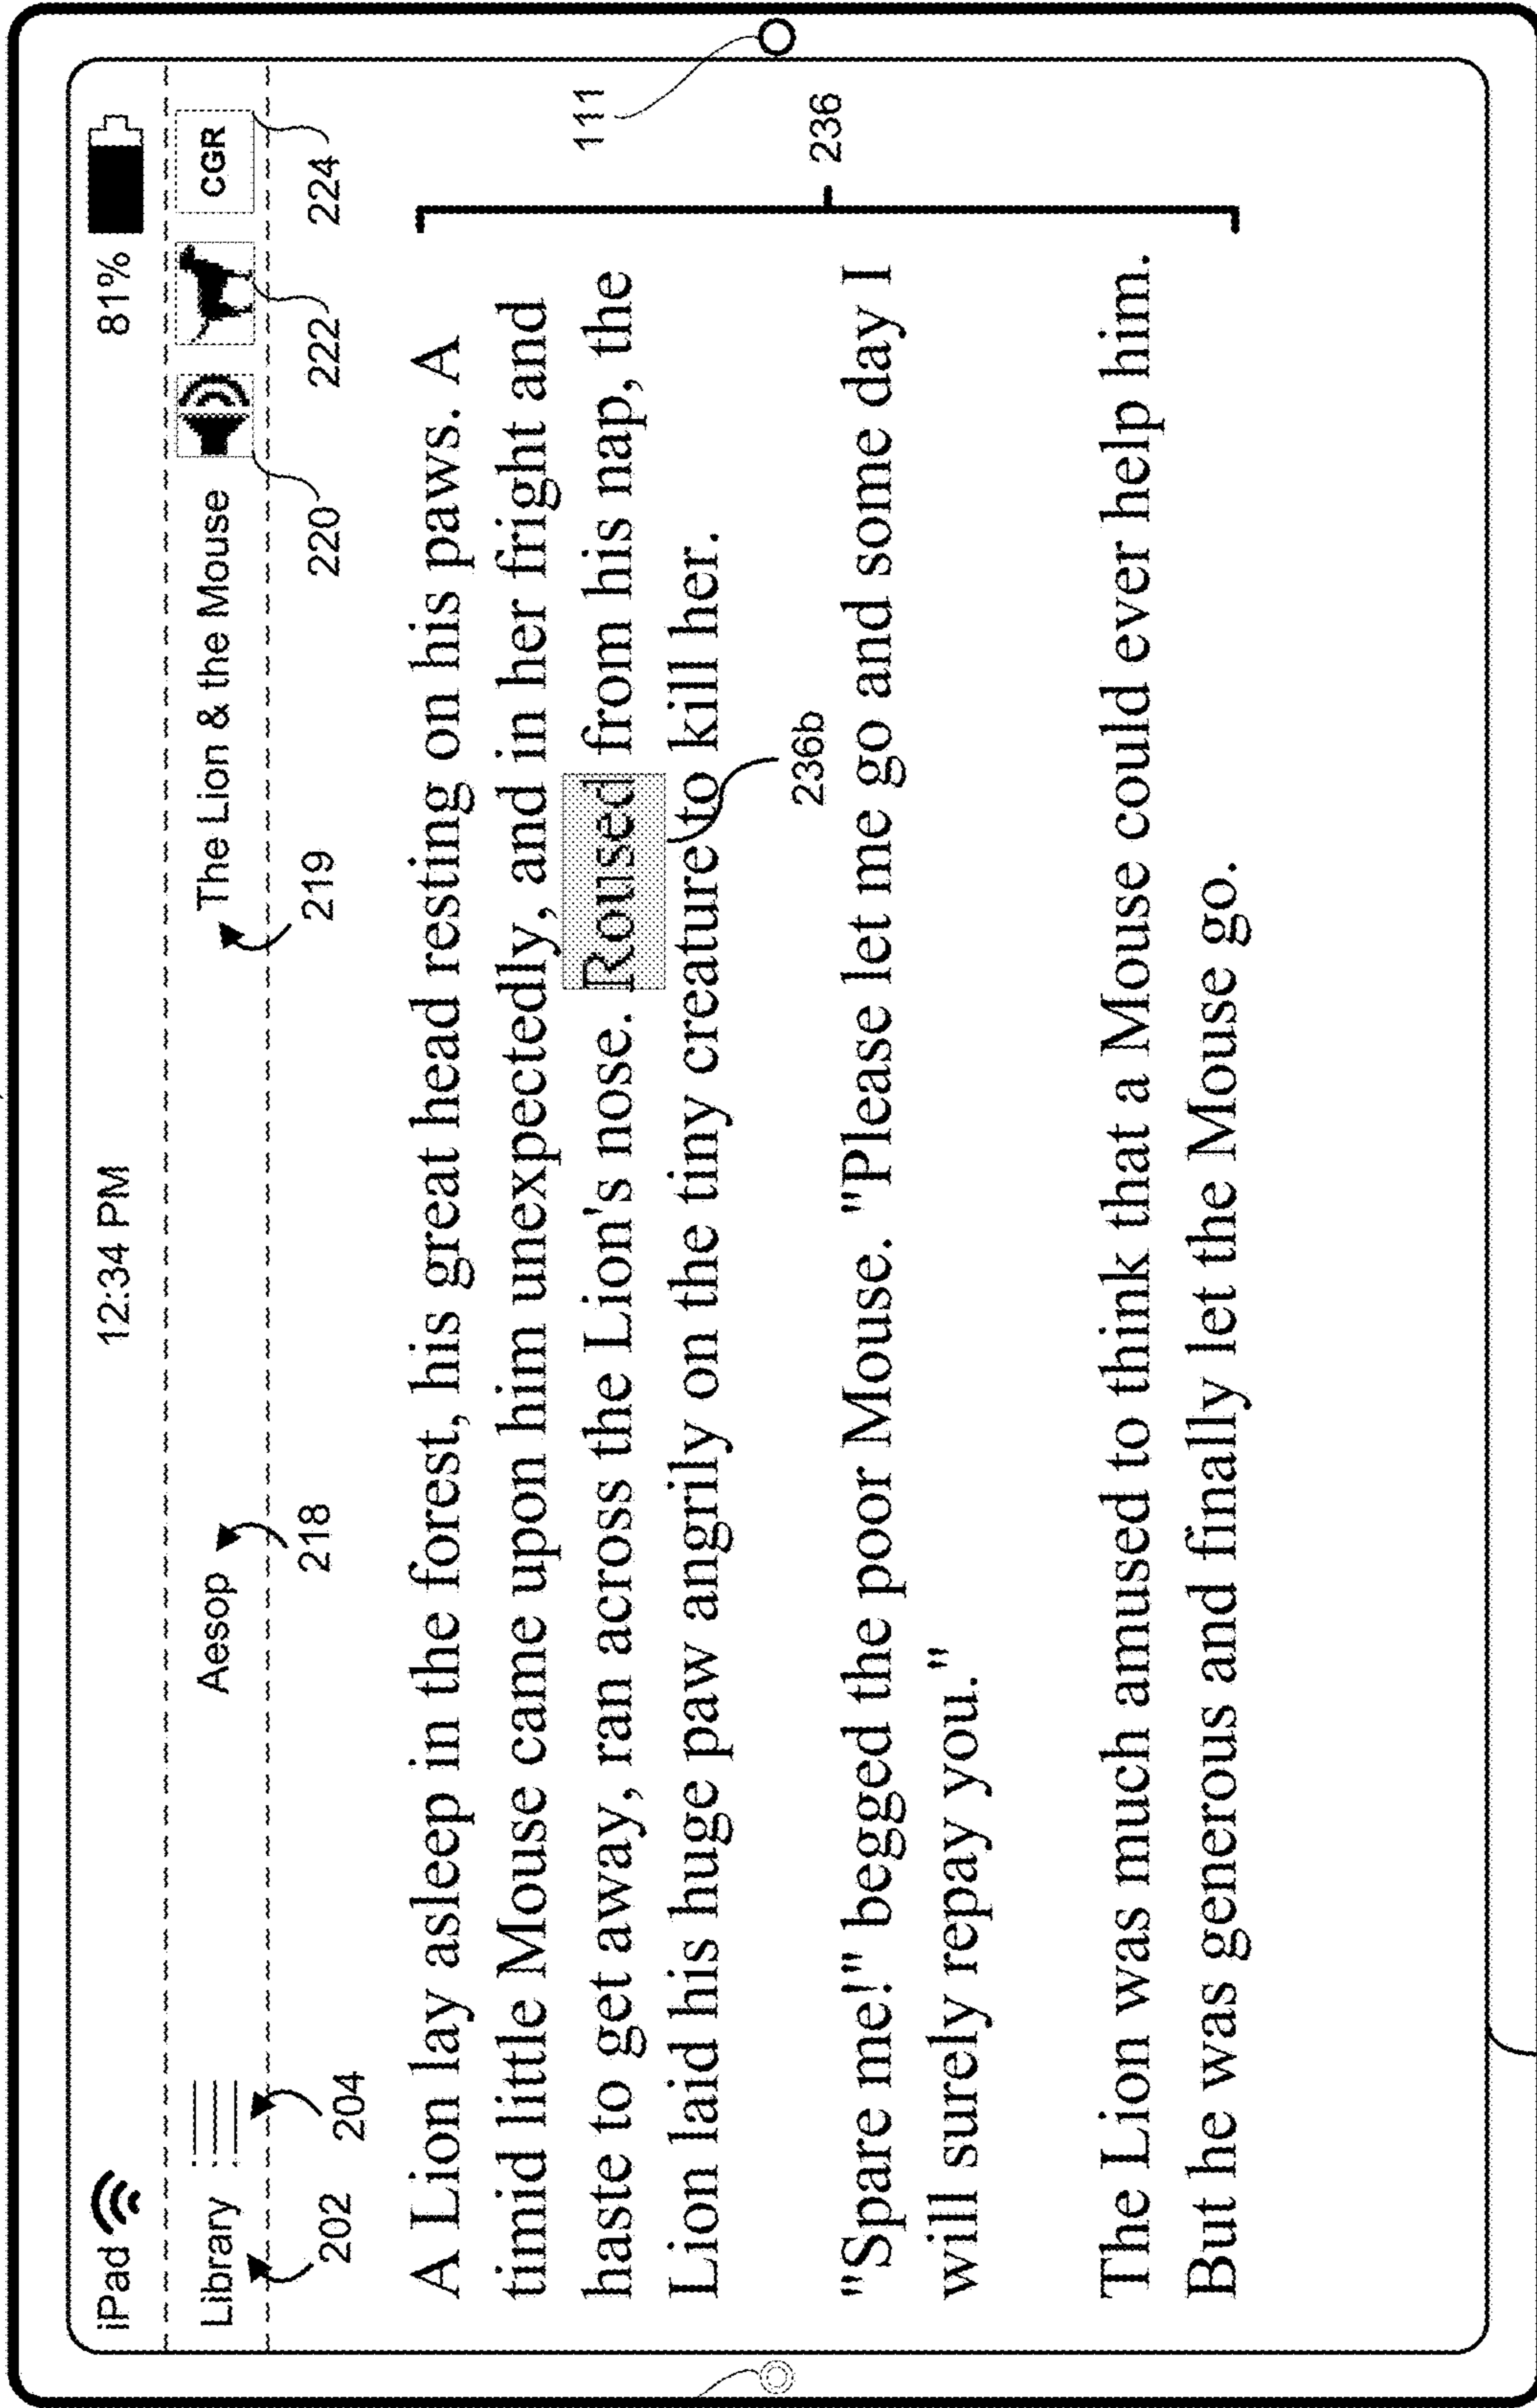 iPad 12:34 PM 81%
Library Aesop The Lion & the Mouse CGR
202 204 218 219 220 222 224
A Lion lay asleep in the forest, his great head resting on his paws. A
timid little Mouse came upon him unexpectedly, and in her fright and
haste to get away, ran across the Lion's nose. Roused from his nap, the
Lion laid his huge paw angrily on the tiny creature to kill her.
111
236b
236
"Spare me!" begged the poor Mouse. "Please let me go and some day I
will surely repay you."
The Lion was much amused to think that a Mouse could ever help him.
But he was generous and finally let the Mouse go.